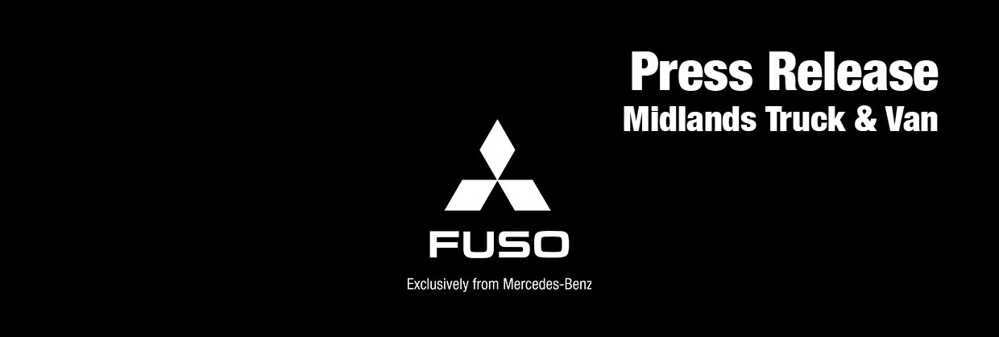 Press Release
Midlands Truck & Van
FUSO
Exclusively from Mercedes-Benz